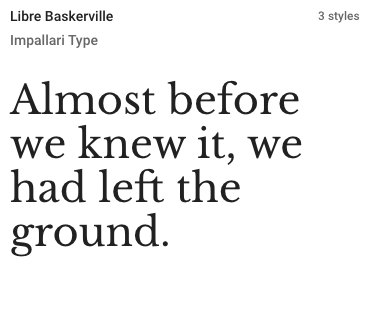 Libre Baskerville
3 styles
Impallari Type
Almost before
we knew it, we
had left the
ground.